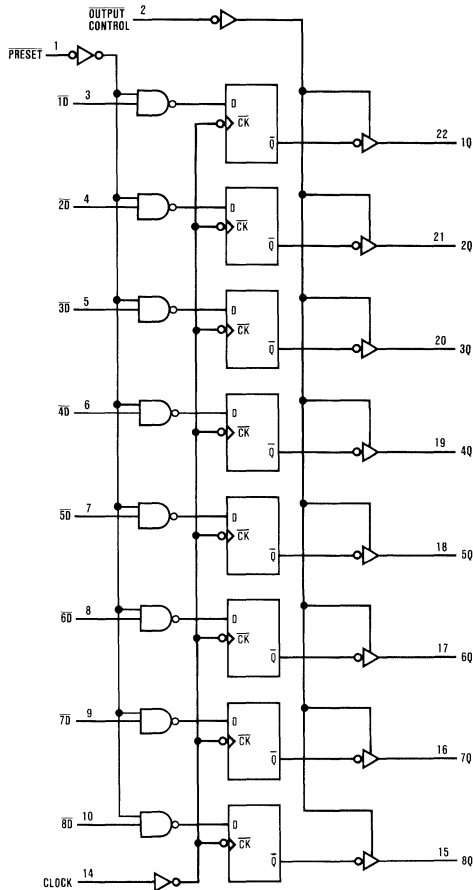 OUTPUT CONTROL 2
PRESET 1
1D 3 D CK Q 22 1Q
2D 4 D CK Q 21 2Q
3D 5 D CK Q 20 3Q
4D 6 D CK Q 19 4Q
5D 7 D CK Q 18 5Q
6D 8 D CK Q 17 6Q
7D 9 D CK Q 16 7Q
8D 10 D CK Q 15 8Q
CLOCK 14